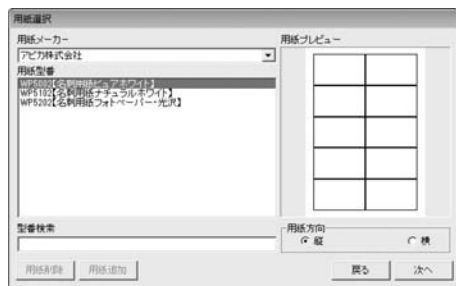 用紙選択
用紙メーカー
アピカ株式会社
用紙型番
WP5002【名刺用紙ピュアホワイト】
WP5102【名刺用紙ナチュラルホワイト】
WP5202【名刺用紙フォトペーパー・光沢】
型番検索
用紙削除
用紙追加
用紙プレビュー
用紙方向
縦
横
戻る
次へ